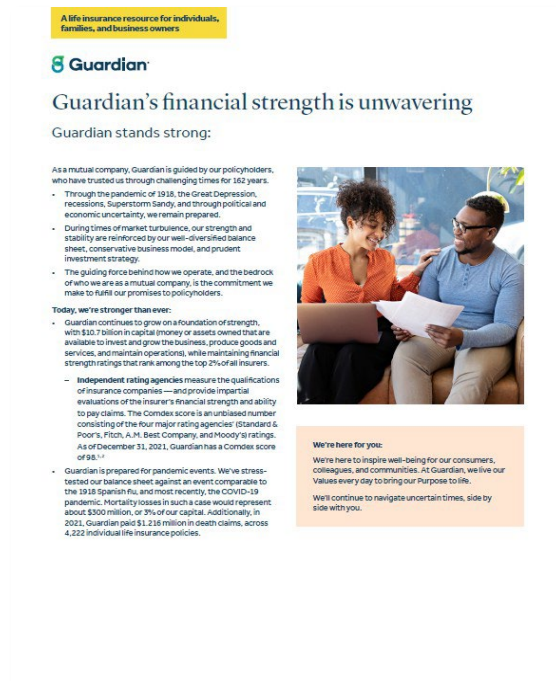 A life insurance resource for individuals,
families, and business owners
Guardian
Guardian's financial strength is unwavering
Guardian stands strong:
As a mutual company, Guardian is guided by our policyholders,
who have trusted us through challenging times for 162 years.
• Through the pandemic of 1918, the Great Depression,
recessions, Superstorm Sandy, and through political and
economic uncertainty, we remain prepared.
• During times of market turbulence, our strength and
stability are reinforced by our well-diversified balance
sheet, conservative business model, and prudent
investment strategy.
• The guiding force behind how we operate, and the bedrock
of who we are as a mutual company, is the commitment we
make to fulfill our promises to policyholders.
Today, we're stronger than ever:
• Guardian continues to grow on a foundation of strength,
with $10.7 billion in capital (money or assets owned that are
available to invest and grow the business, produce goods and
services, and maintain operations), while maintaining financial
strength ratings that rank among the top 2% of all insurers.
– Independent rating agencies measure the qualifications
of insurance companies — and provide impartial
evaluations of the insurer's financial strength and ability
to pay claims. The Comdex score is an unbiased number
consisting of the four major rating agencies' (Standard &
Poor's, Fitch, A.M. Best Company, and Moody's) ratings.
As of December 31, 2021, Guardian has a Comdex score
of 98.¹˒²
• Guardian is prepared for pandemic events. We've stress-
tested our balance sheet against an event comparable to
the 1918 Spanish flu, and most recently, the COVID-19
pandemic. Mortality losses in such a case would represent
about $300 million, or 3% of our capital. Additionally, in
2021, Guardian paid $1.216 million in death claims, across
4,222 individual life insurance policies.
We're here for you:
We're here to inspire well-being for our consumers,
colleagues, and communities. At Guardian, we live our
Values every day to bring our Purpose to life.
We'll continue to navigate uncertain times, side by
side with you.